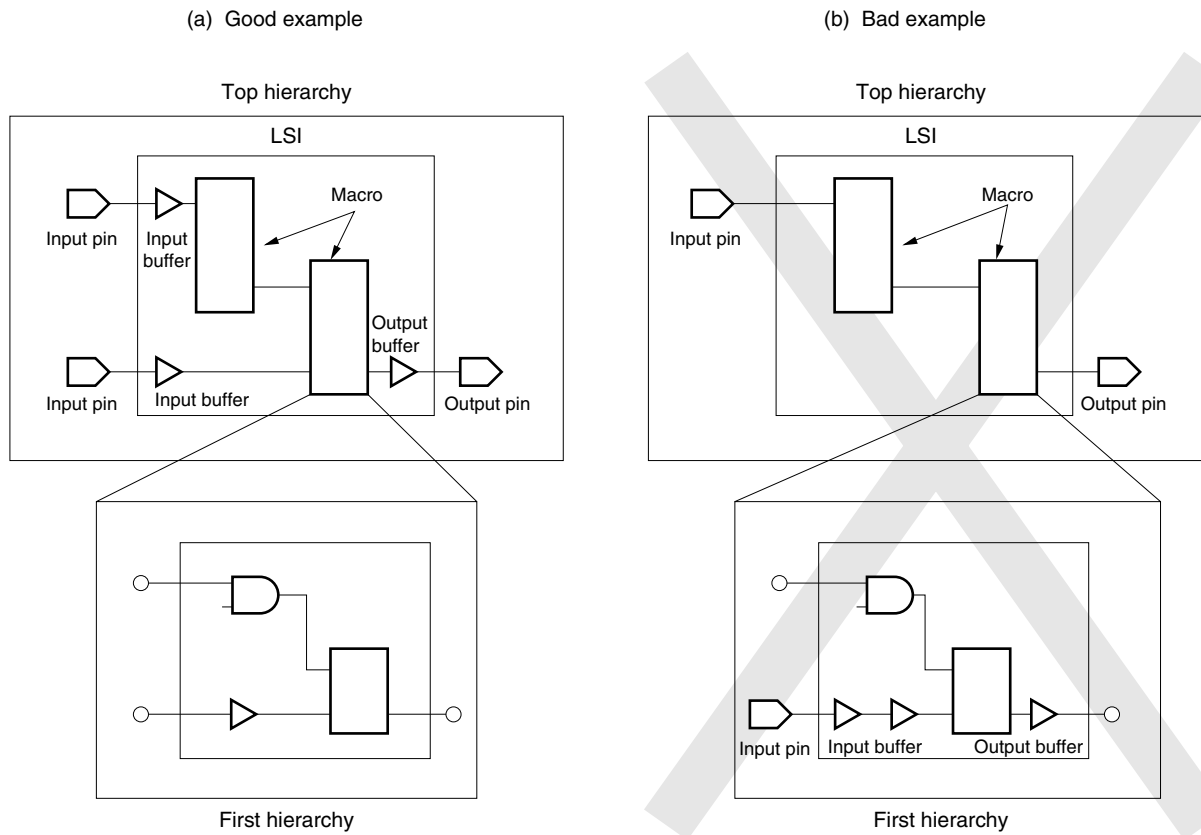 (a) Good example
Top hierarchy
LSI
Macro
Input pin
Input
buffer
Output
buffer
Input pin
Input buffer
Output pin
First hierarchy
(b) Bad example
Top hierarchy
LSI
Macro
Input pin
Output pin
Input pin
Input buffer
Output buffer
First hierarchy